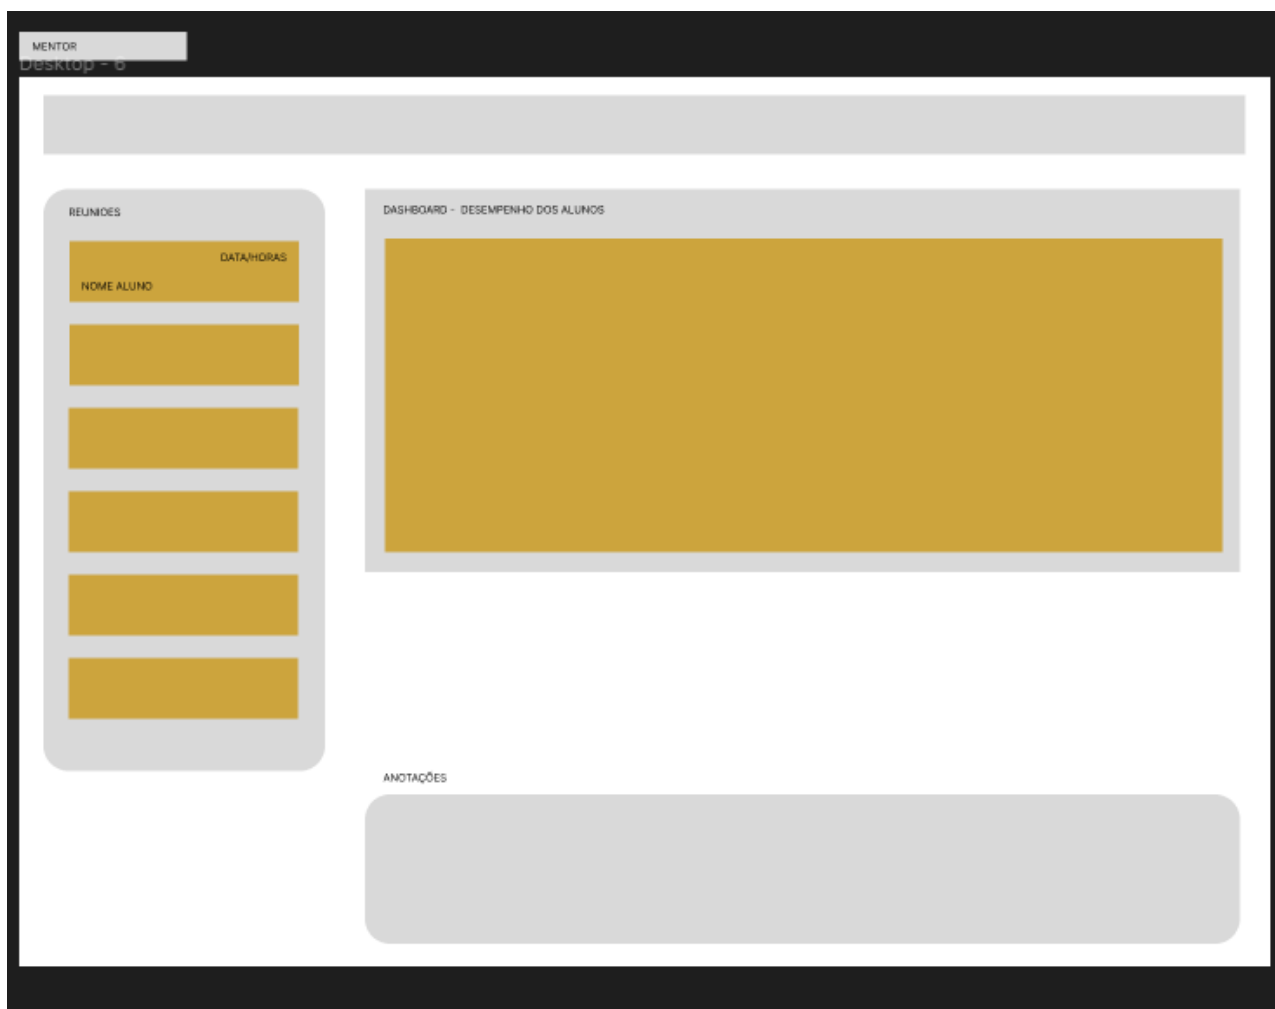 MENTOR
Desktop - 6
REUNIOES
DATA/HORAS
NOME ALUNO
DASHBOARD - DESEMPENHO DOS ALUNOS
ANOTAÇÕES